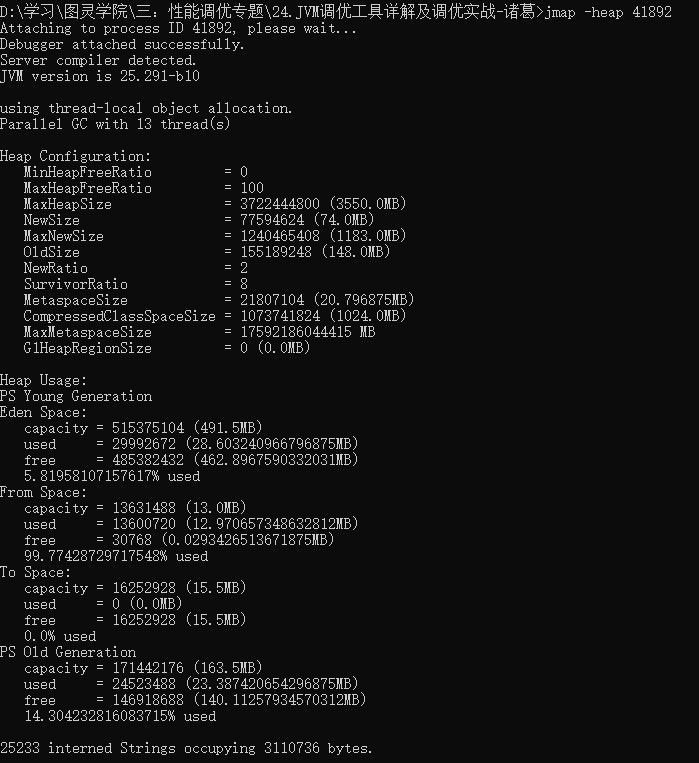 D:\学习\图灵学院\三：性能调优专题\24.JVM调优工具详解及调优实战-诸葛>jmap -heap 41892
Attaching to process ID 41892, please wait...
Debugger attached successfully.
Server compiler detected.
JVM version is 25.291-b10
using thread-local object allocation.
Parallel GC with 13 thread(s)
Heap Configuration:
MinHeapFreeRatio = 0
MaxHeapFreeRatio = 100
MaxHeapSize = 3722444800 (3550.0MB)
NewSize = 77594624 (74.0MB)
MaxNewSize = 1240465408 (1183.0MB)
OldSize = 155189248 (148.0MB)
NewRatio = 2
SurvivorRatio = 8
MetaspaceSize = 21807104 (20.796875MB)
CompressedClassSpaceSize = 1073741824 (1024.0MB)
MaxMetaspaceSize = 17592186044415 MB
G1HeapRegionSize = 0 (0.0MB)
Heap Usage:
PS Young Generation
Eden Space:
capacity = 515375104 (491.5MB)
used = 29992672 (28.603240966796875MB)
free = 485382432 (462.8967590332031MB)
5.81958107157617% used
From Space:
capacity = 13631488 (13.0MB)
used = 13600720 (12.970657348632812MB)
free = 30768 (0.0293426513671875MB)
99.77428729717548% used
To Space:
capacity = 16252928 (15.5MB)
used = 0 (0.0MB)
free = 16252928 (15.5MB)
0.0% used
PS Old Generation
capacity = 171442176 (163.5MB)
used = 24523488 (23.387420654296875MB)
free = 146918688 (140.11257934570312MB)
14.304232816083715% used
25233 interned Strings occupying 3110736 bytes.